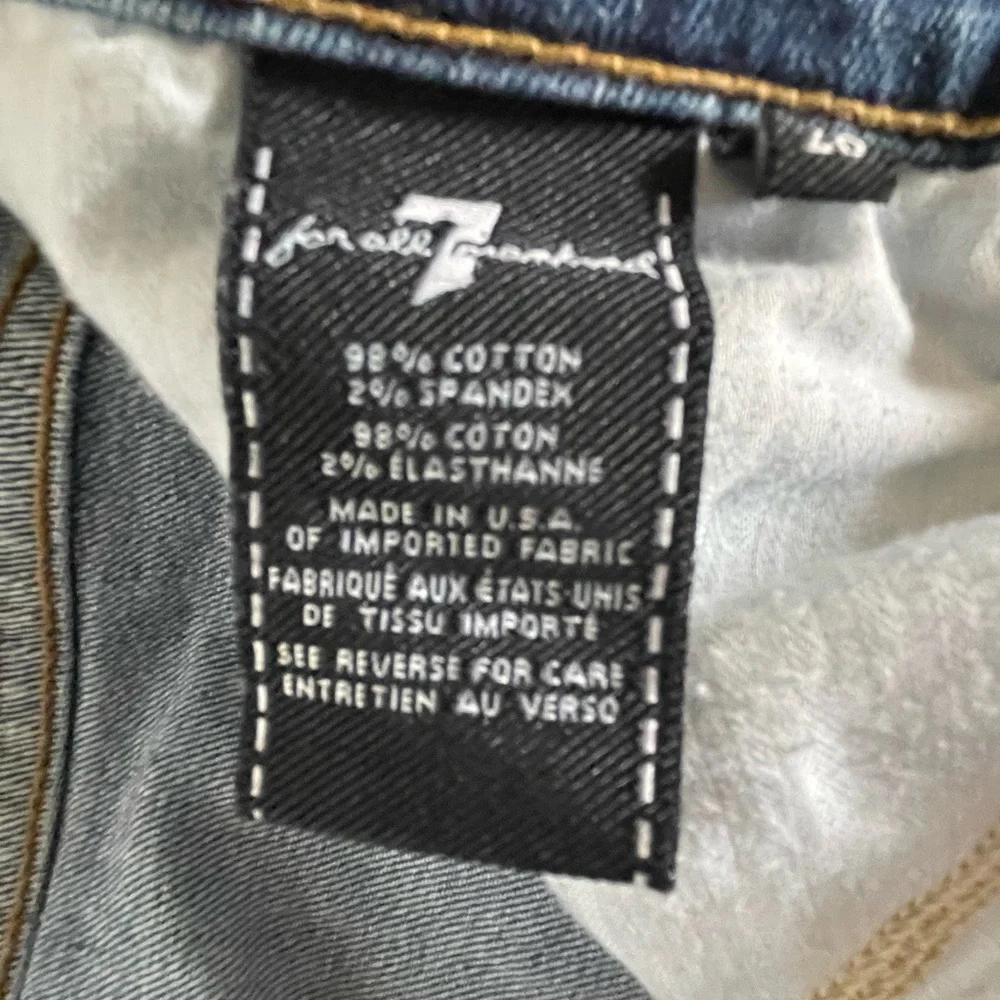 for all 7 mankind
98% COTTON
2% SPANDEX
98% COTON
2% ÉLASTHANNE
MADE IN U.S.A.
OF IMPORTED FABRIC
FABRIQUÉ AUX ÉTATS-UNIS
DE TISSU IMPORTÉ
SEE REVERSE FOR CARE
ENTRETIEN AU VERSO